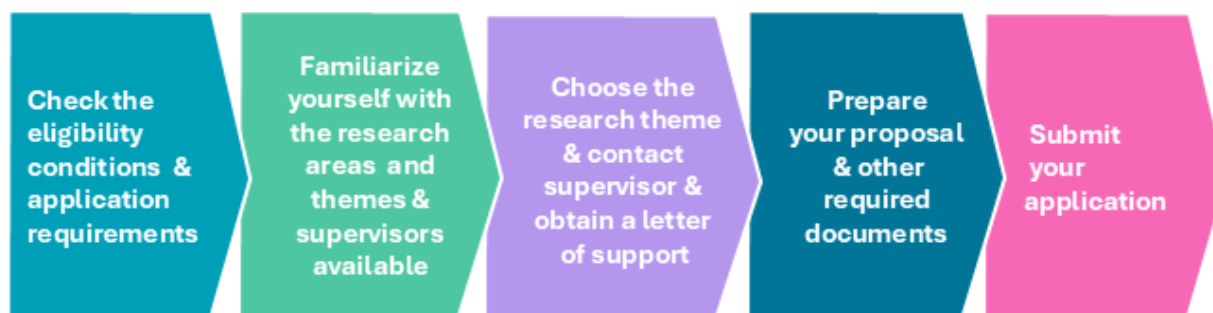 Check the
eligibility
conditions &
application
requirements
Familiarize
yourself with
the research
areas and
themes &
supervisors
available
Choose the
research theme
& contact
supervisor &
obtain a letter
of support
Prepare
your proposal
& other
required
documents
Submit
your
application